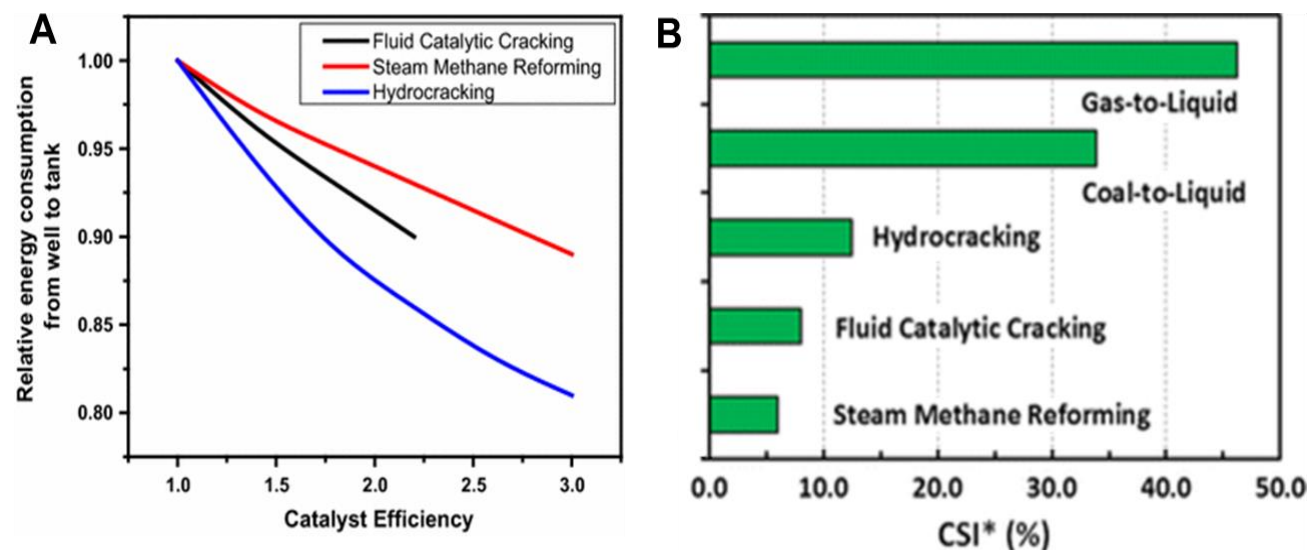 A
Fluid Catalytic Cracking
Steam Methane Reforming
Hydrocracking
Relative energy consumption
from well to tank
1.00
0.95
0.90
0.85
0.80
1.0 1.5 2.0 2.5 3.0
Catalyst Efficiency
B
Gas-to-Liquid
Coal-to-Liquid
Hydrocracking
Fluid Catalytic Cracking
Steam Methane Reforming
0.0 10.0 20.0 30.0 40.0 50.0
CSI* (%)